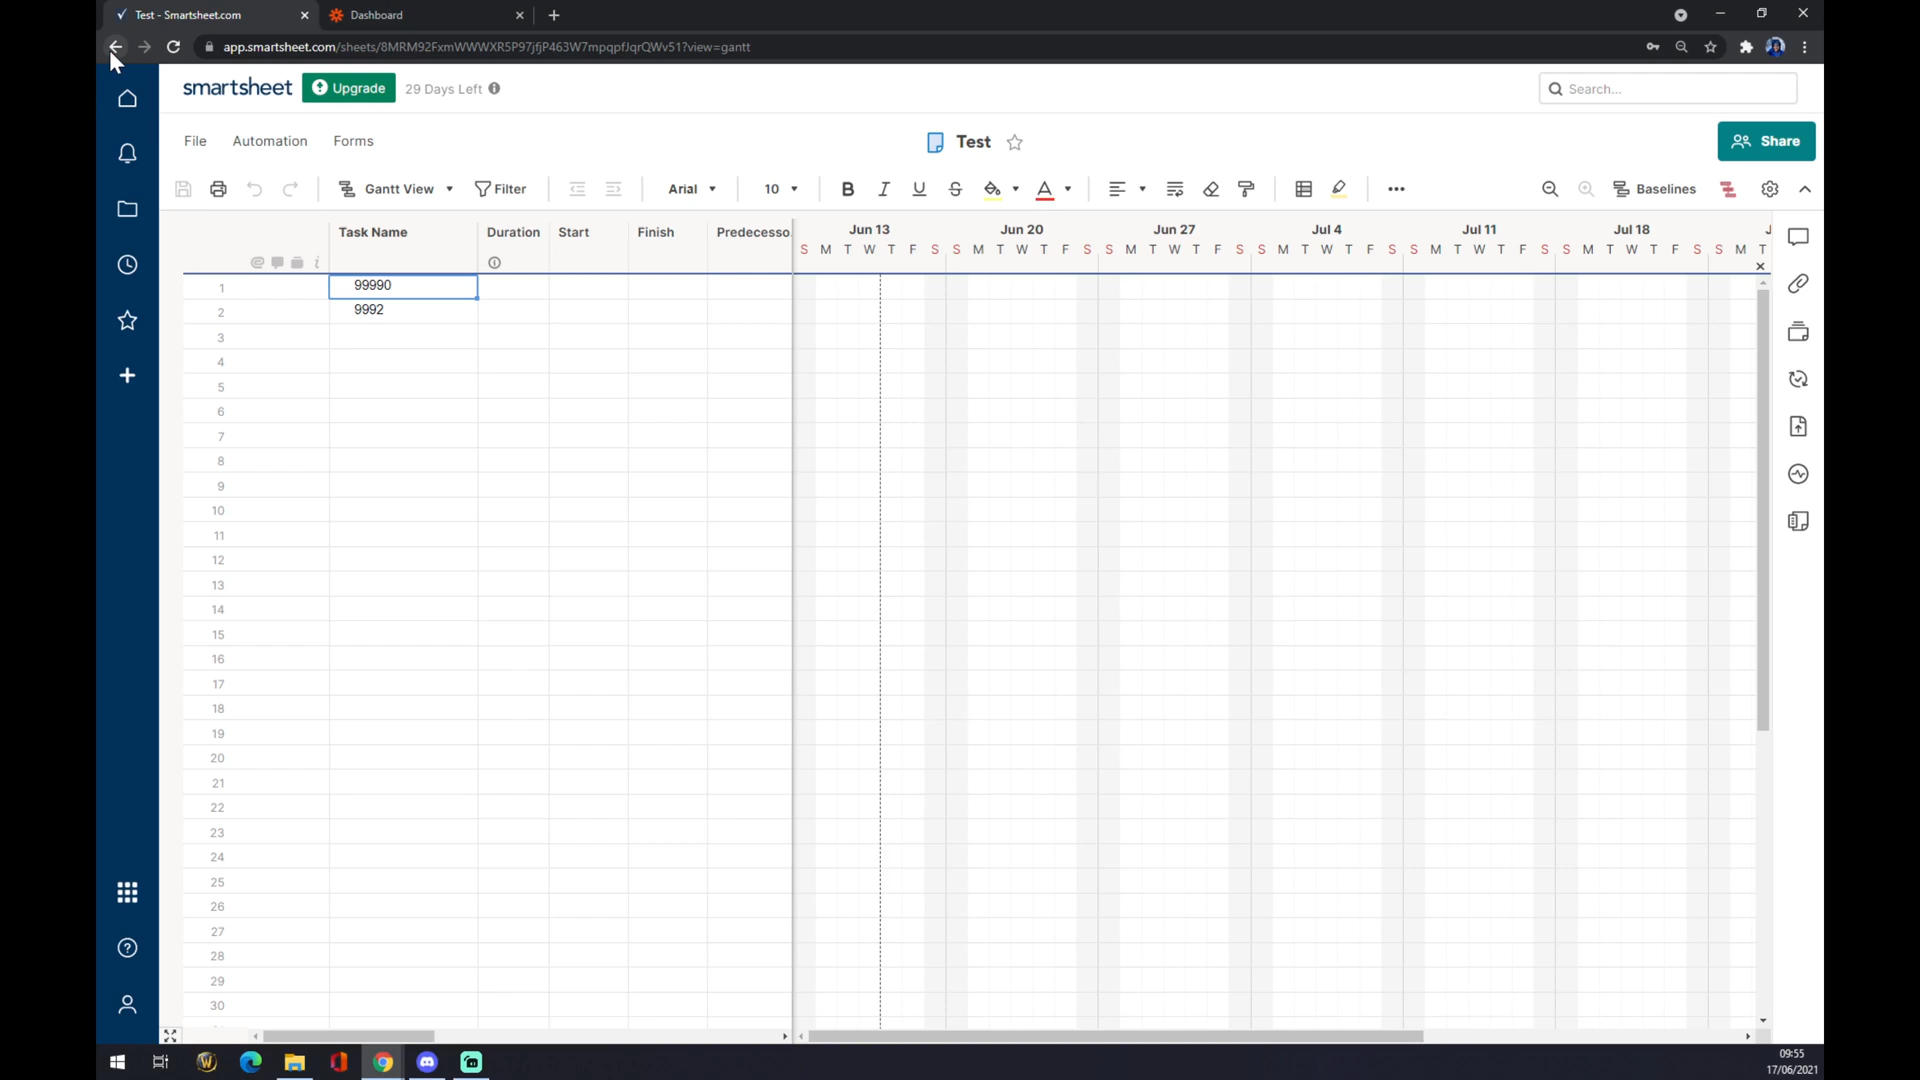 Test - Smartsheet.com
Dashboard
app.smartsheet.com/sheets/8MRM92FxmWWWXR5P97jfjP463W7mpqpfJqrQWv51?view=gantt
smartsheet
Upgrade
29 Days Left
Search...
File
Automation
Forms
Test
Share
Gantt View
Filter
Arial
10
B
I
U
S
A
Baselines
Task Name
Duration
Start
Finish
Predecesso
Jun 13
Jun 20
Jun 27
Jul 4
Jul 11
Jul 18
S M T W T F S S M T W T F S S M T W T F S S M T W T F S S M T W T F S S M T W T F S S M T
1
99990
2
9992
3
4
5
6
7
8
9
10
11
12
13
14
15
16
17
18
19
20
21
22
23
24
25
26
27
28
29
30
09:55
17/06/2021